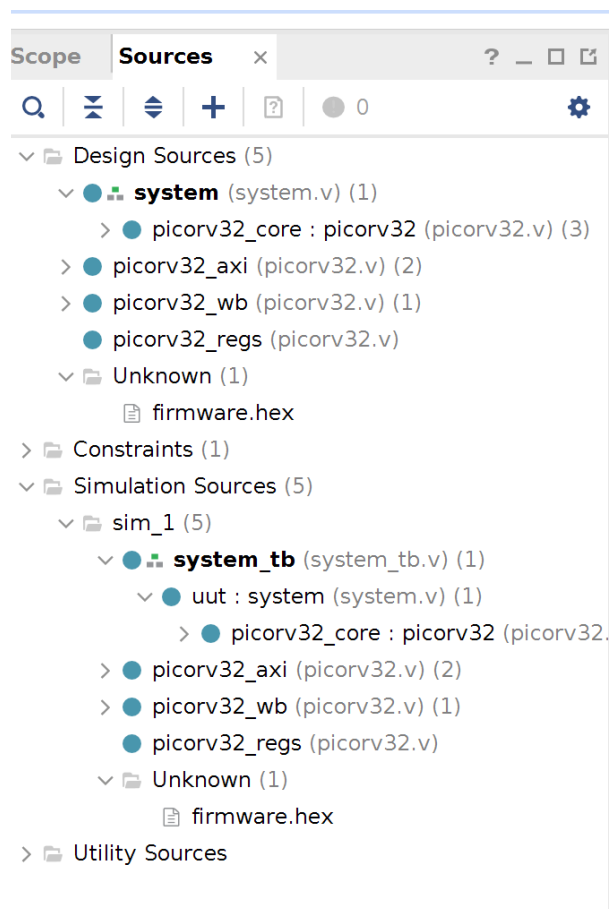 Scope Sources × ?
0
Design Sources (5)
system (system.v) (1)
picorv32_core : picorv32 (picorv32.v) (3)
picorv32_axi (picorv32.v) (2)
picorv32_wb (picorv32.v) (1)
picorv32_regs (picorv32.v)
Unknown (1)
firmware.hex
Constraints (1)
Simulation Sources (5)
sim_1 (5)
system_tb (system_tb.v) (1)
uut : system (system.v) (1)
picorv32_core : picorv32 (picorv32.
picorv32_axi (picorv32.v) (2)
picorv32_wb (picorv32.v) (1)
picorv32_regs (picorv32.v)
Unknown (1)
firmware.hex
Utility Sources